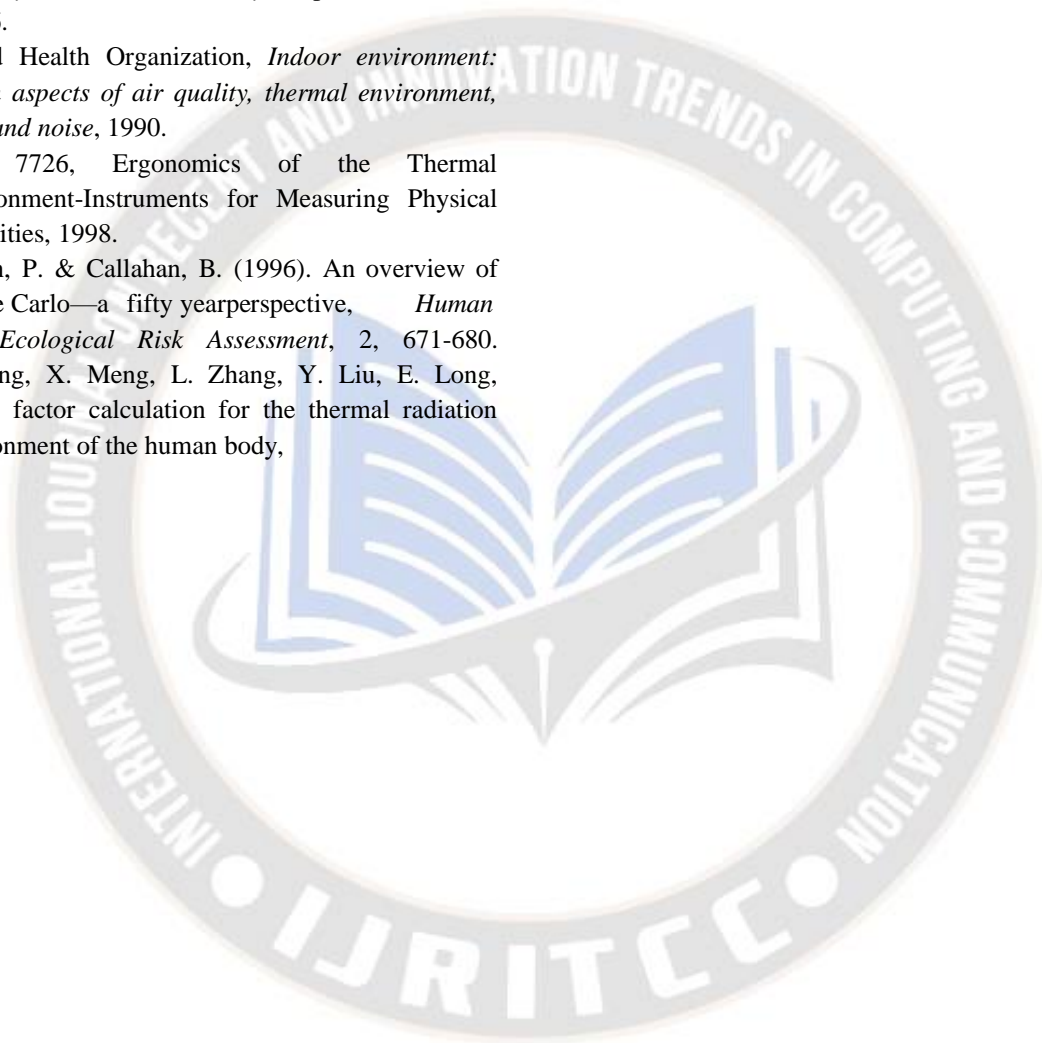 Health Organization, Indoor environment:
aspects of air quality, thermal environment,
and noise, 1990.
7726, Ergonomics of the Thermal
onment-Instruments for Measuring Physical
ities, 1998.
, P. & Callahan, B. (1996). An overview of
Carlo—a fifty yearperspective, Human
Ecological Risk Assessment, 2, 671-680.
ng, X. Meng, L. Zhang, Y. Liu, E. Long,
factor calculation for the thermal radiation
onment of the human body,
INTERNATIONAL JOURNAL OF RECENT AND INNOVATION TRENDS IN COMPUTING AND COMMUNICATION
IJRITCC